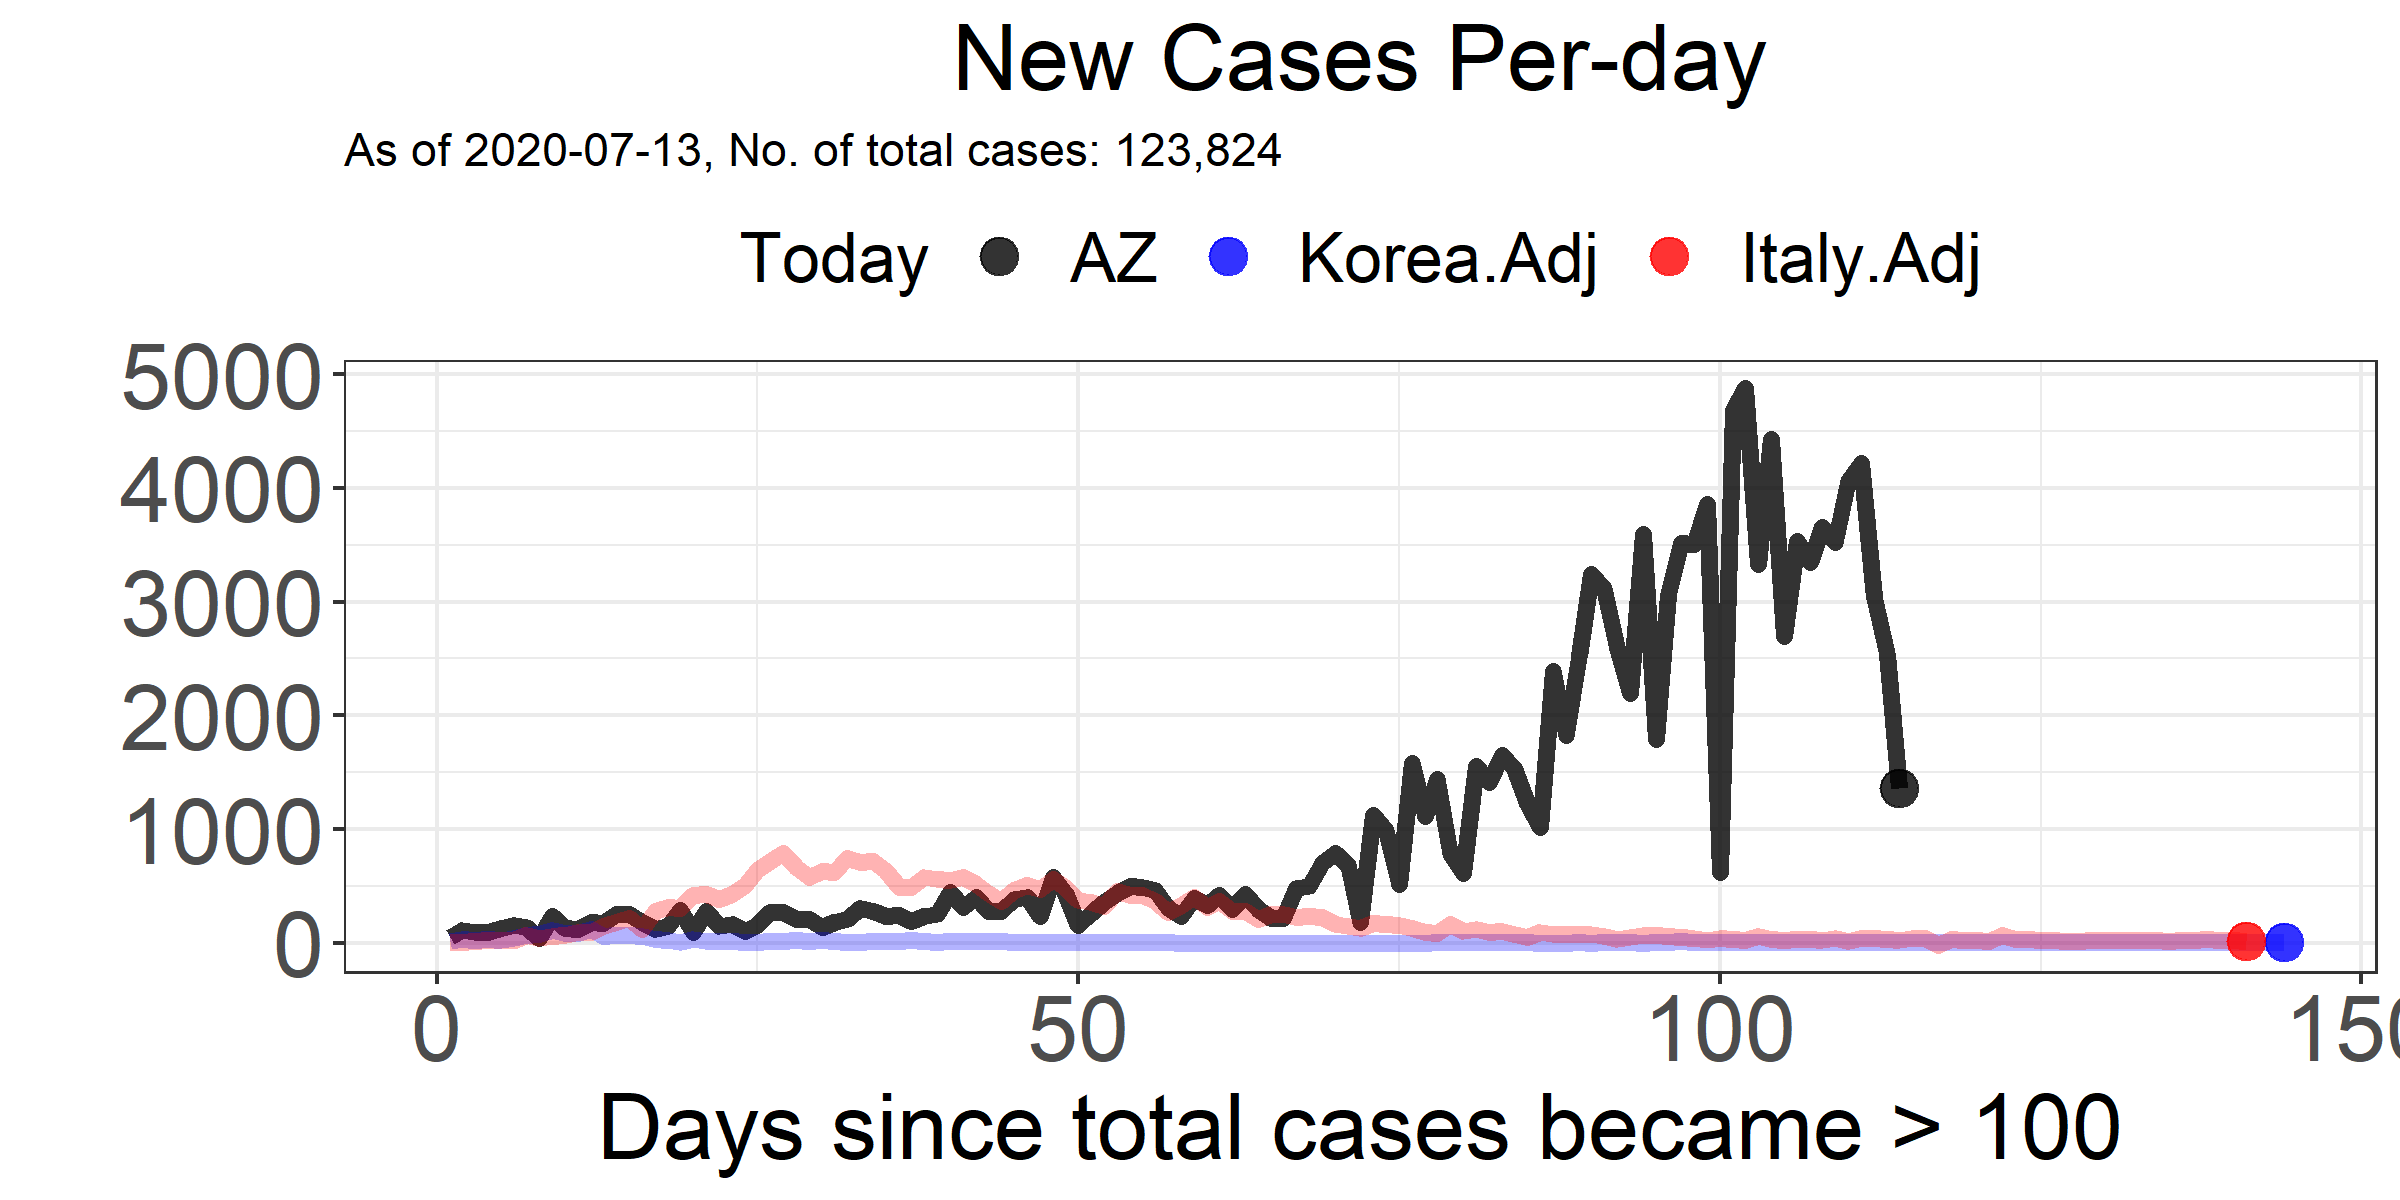 New Cases Per-day
As of 2020-07-13, No. of total cases: 123,824
Today AZ Korea.Adj Italy.Adj
5000
4000
3000
2000
1000
0
0 50 100 150
Days since total cases became > 100